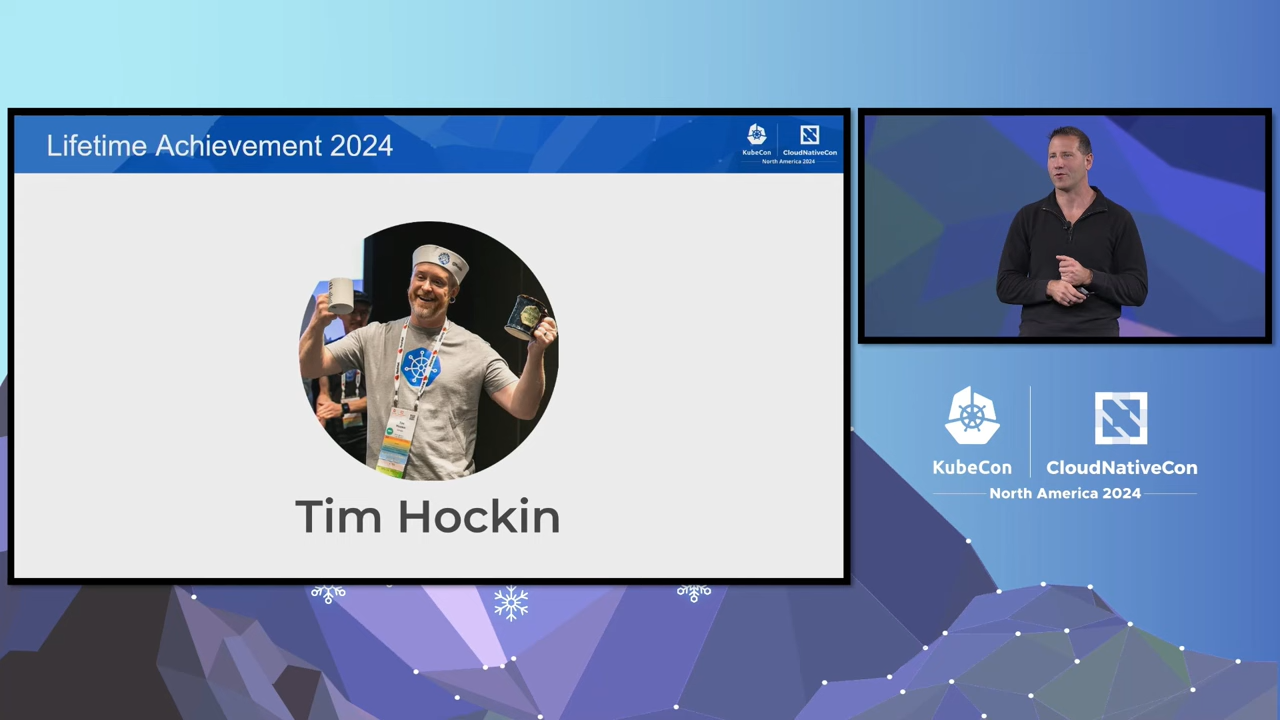 Lifetime Achievement 2024
KubeCon
CloudNativeCon
North America 2024
Tim Hockin
KubeCon
CloudNativeCon
North America 2024